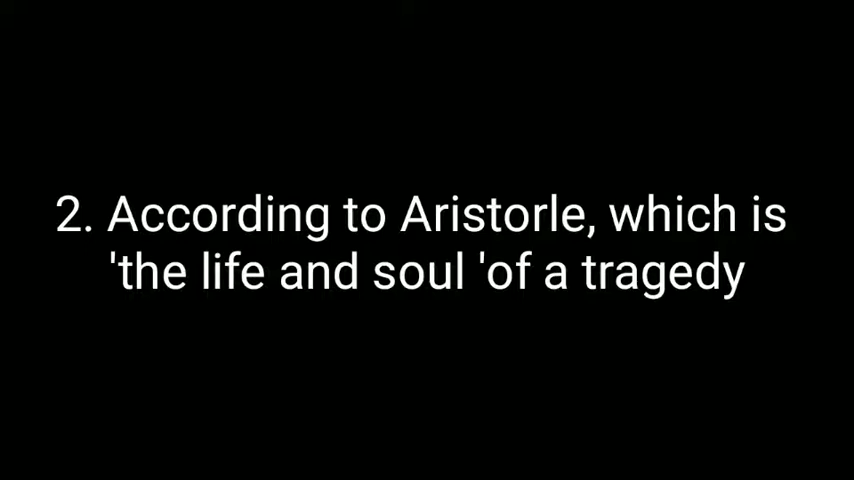 2. According to Aristorle, which is
'the life and soul 'of a tragedy